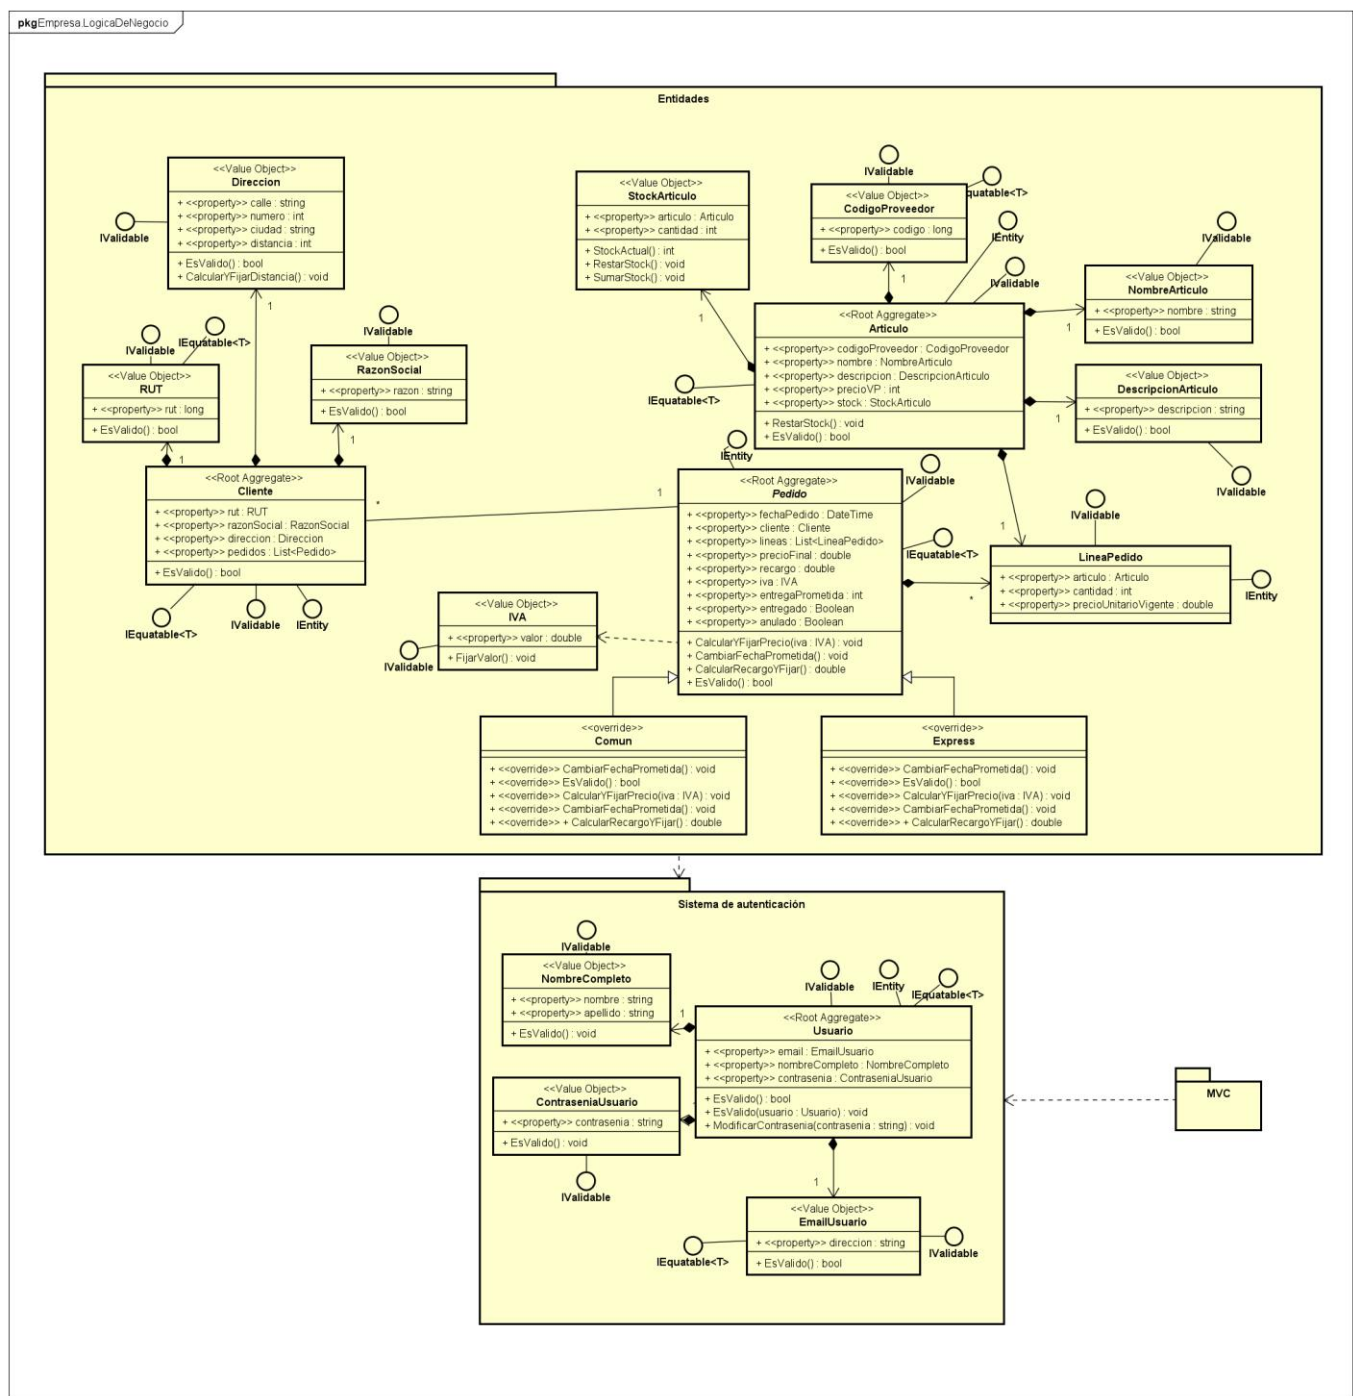 pkg Empresa.LogicaDeNegocio
Entidades
<<Value Object>>
Direccion
+ <<property>> calle : string
+ <<property>> numero : int
+ <<property>> ciudad : string
+ <<property>> distancia : int
+ EsValido() : bool
+ CalcularYFijarDistancia() : void
IValidable
1
<<Value Object>>
StockArticulo
+ <<property>> articulo : Articulo
+ <<property>> cantidad : int
+ StockActual() : int
+ RestarStock() : void
+ SumarStock() : void
1
IValidable
<<Value Object>>
CodigoProveedor
+ <<property>> codigo : long
+ EsValido() : bool
quatable<T>
1
IEntity
IValidable
IValidable
<<Value Object>>
NombreArticulo
+ <<property>> nombre : string
+ EsValido() : bool
1
IValidable
IEquatable<T>
<<Value Object>>
RUT
+ <<property>> rut : long
+ EsValido() : bool
1
IValidable
<<Value Object>>
RazonSocial
+ <<property>> razon : string
+ EsValido() : bool
1
<<Root Aggregate>>
Articulo
+ <<property>> codigoProveedor : CodigoProveedor
+ <<property>> nombre : NombreArticulo
+ <<property>> descripcion : DescripcionArticulo
+ <<property>> precioVP : int
+ <<property>> stock : StockArticulo
+ RestarStock() : void
+ EsValido() : bool
IEquatable<T>
<<Value Object>>
DescripcionArticulo
+ <<property>> descripcion : string
+ EsValido() : bool
1
IValidable
<<Root Aggregate>>
Cliente
+ <<property>> rut : RUT
+ <<property>> razonSocial : RazonSocial
+ <<property>> direccion : Direccion
+ <<property>> pedidos : List<Pedido>
+ EsValido() : bool
IEquatable<T>
IValidable
IEntity
*
1
IEntity
<<Root Aggregate>>
Pedido
+ <<property>> fechaPedido : DateTime
+ <<property>> cliente : Cliente
+ <<property>> lineas : List<LineaPedido>
+ <<property>> precioFinal : double
+ <<property>> recargo : double
+ <<property>> iva : IVA
+ <<property>> entregaPrometida : int
+ <<property>> entregado : Boolean
+ <<property>> anulado : Boolean
+ CalcularYFijarPrecio(iva : IVA) : void
+ CambiarFechaPrometida() : void
+ CalcularRecargoYFijar() : double
+ EsValido() : bool
IValidable
IEquatable<T>
*
1
IValidable
LineaPedido
+ <<property>> articulo : Articulo
+ <<property>> cantidad : int
+ <<property>> precioUnitarioVigente : double
IEntity
<<Value Object>>
IVA
+ <<property>> valor : double
+ FijarValor() : void
IValidable
<<override>>
Comun
+ <<override>> CambiarFechaPrometida() : void
+ <<override>> EsValido() : bool
+ <<override>> CalcularYFijarPrecio(iva : IVA) : void
+ <<override>> CambiarFechaPrometida() : void
+ <<override>> + CalcularRecargoYFijar() : double
<<override>>
Express
+ <<override>> CambiarFechaPrometida() : void
+ <<override>> EsValido() : bool
+ <<override>> CalcularYFijarPrecio(iva : IVA) : void
+ <<override>> CambiarFechaPrometida() : void
+ <<override>> + CalcularRecargoYFijar() : double
Sistema de autenticación
IValidable
<<Value Object>>
NombreCompleto
+ <<property>> nombre : string
+ <<property>> apellido : string
+ EsValido() : void
1
IValidable
IEntity
IEquatable<T>
<<Root Aggregate>>
Usuario
+ <<property>> email : EmailUsuario
+ <<property>> nombreCompleto : NombreCompleto
+ <<property>> contrasenia : ContraseniaUsuario
+ EsValido() : bool
+ EsValido(usuario : Usuario) : void
+ ModificarContrasenia(contrasenia : string) : void
<<Value Object>>
ContraseniaUsuario
+ <<property>> contrasenia : string
+ EsValido() : void
IValidable
1
<<Value Object>>
EmailUsuario
+ <<property>> direccion : string
+ EsValido() : bool
IEquatable<T>
IValidable
MVC